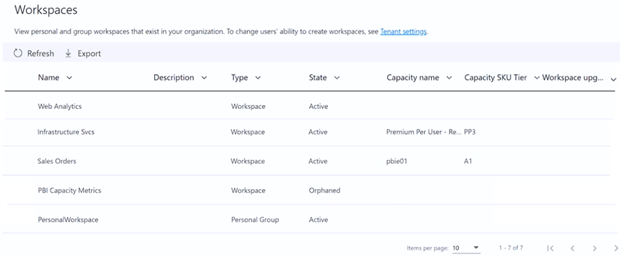 Workspaces
View personal and group workspaces that exist in your organization. To change users' ability to create workspaces, see Tenant settings.
Refresh Export
Name Description Type State Capacity name Capacity SKU Tier Workspace upg...
Web Analytics Workspace Active
Infrastructure Svcs Workspace Active Premium Per User - Re... PP3
Sales Orders Workspace Active pbie01 A1
PBI Capacity Metrics Workspace Orphaned
PersonalWorkspace Personal Group Active
Items per page: 10 1 - 7 of 7